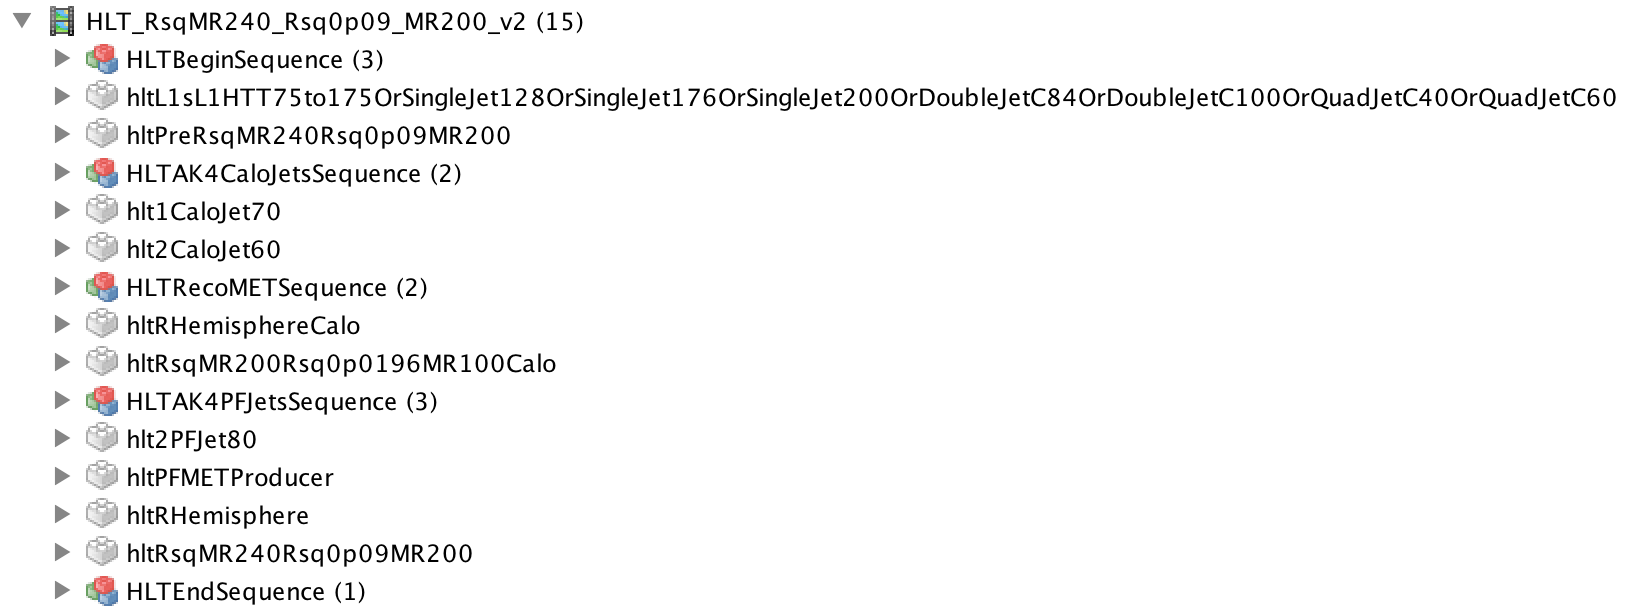 HLT_RsqMR240_Rsq0p09_MR200_v2 (15)
HLTBeginSequence (3)
hltL1sL1HTT75to175OrSingleJet128OrSingleJet176OrSingleJet200OrDoubleJetC84OrDoubleJetC100OrQuadJetC40OrQuadJetC60
hltPreRsqMR240Rsq0p09MR200
HLTAK4CaloJetsSequence (2)
hlt1CaloJet70
hlt2CaloJet60
HLTRecoMETSequence (2)
hltRHemisphereCalo
hltRsqMR200Rsq0p0196MR100Calo
HLTAK4PFJetsSequence (3)
hlt2PFJet80
hltPFMETProducer
hltRHemisphere
hltRsqMR240Rsq0p09MR200
HLTEndSequence (1)